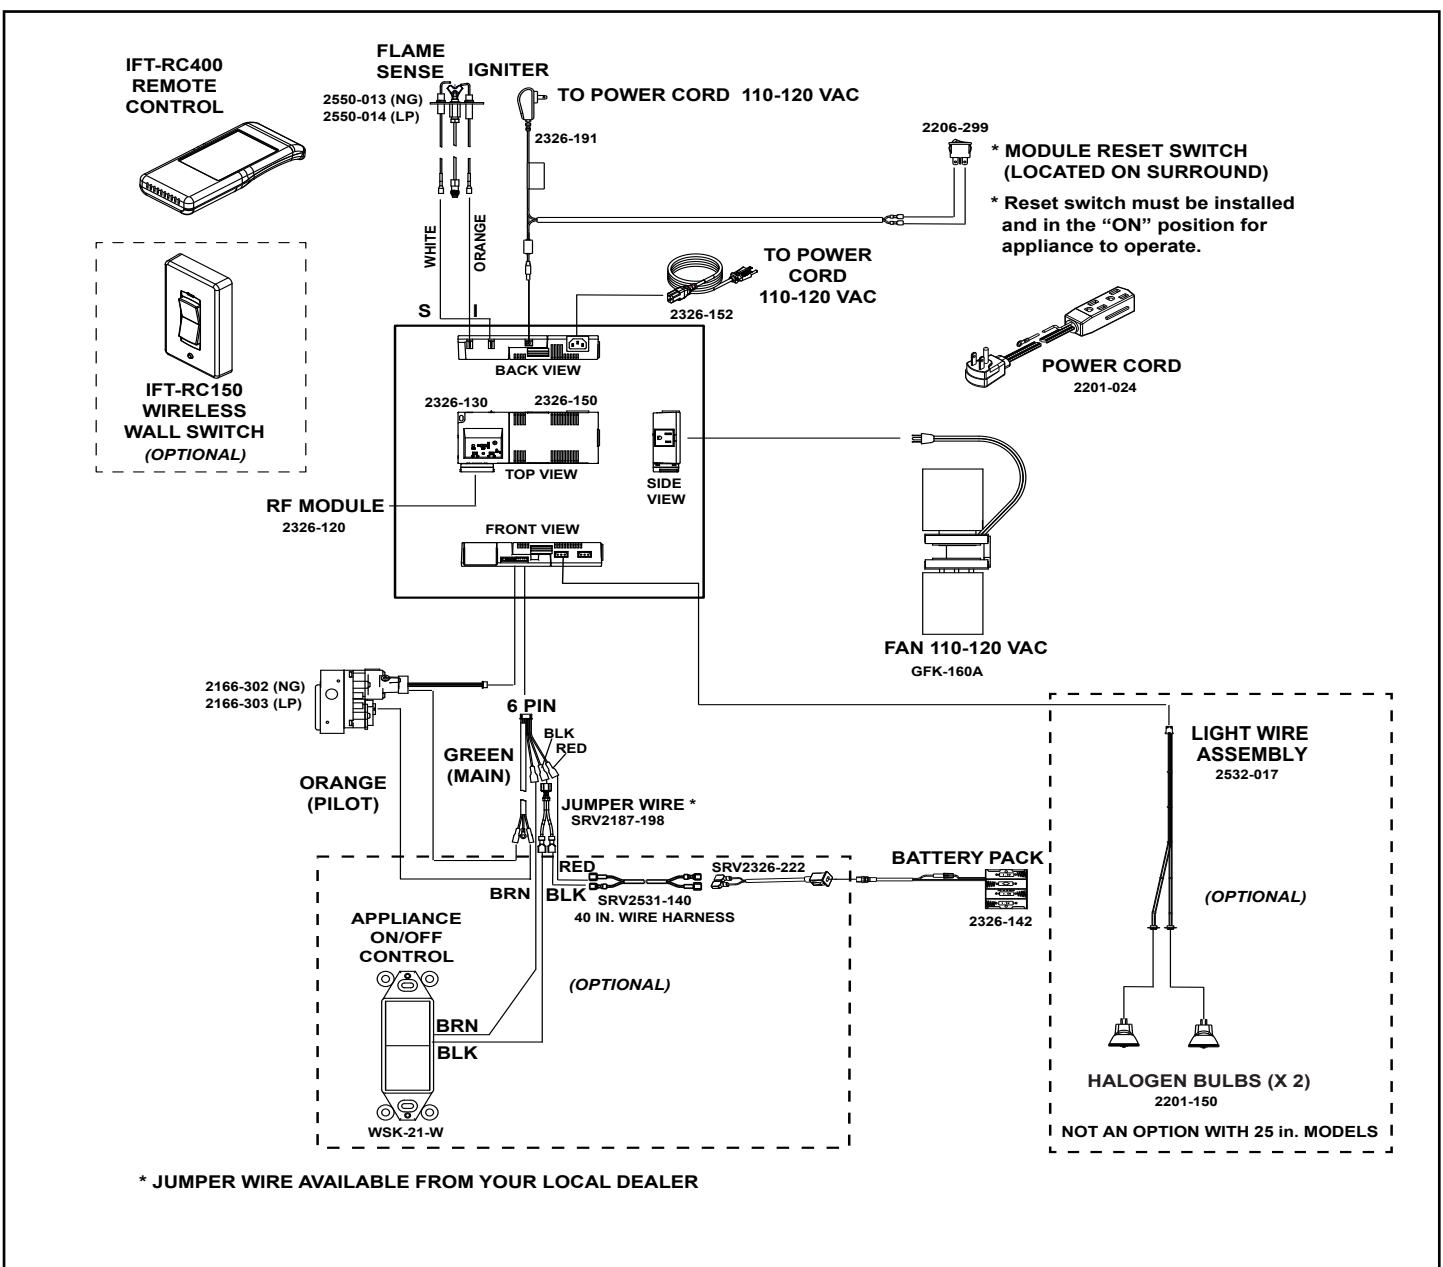 IFT-RC400
REMOTE
CONTROL
FLAME
SENSE
IGNITER
2550-013 (NG)
2550-014 (LP)
TO POWER CORD 110-120 VAC
2326-191
2206-299
* MODULE RESET SWITCH
(LOCATED ON SURROUND)
* Reset switch must be installed
and in the “ON” position for
appliance to operate.
WHITE
ORANGE
S
I
TO POWER
CORD
110-120 VAC
2326-152
BACK VIEW
POWER CORD
2201-024
IFT-RC150
WIRELESS
WALL SWITCH
(OPTIONAL)
2326-130
2326-150
TOP VIEW
SIDE
VIEW
RF MODULE
2326-120
FRONT VIEW
FAN 110-120 VAC
GFK-160A
2166-302 (NG)
2166-303 (LP)
6 PIN
BLK
RED
GREEN
(MAIN)
ORANGE
(PILOT)
JUMPER WIRE *
SRV2187-198
LIGHT WIRE
ASSEMBLY
2532-017
RED
BRN
BLK
SRV2531-140
40 IN. WIRE HARNESS
SRV2326-222
BATTERY PACK
2326-142
(OPTIONAL)
APPLIANCE
ON/OFF
CONTROL
(OPTIONAL)
BRN
BLK
WSK-21-W
HALOGEN BULBS (X 2)
2201-150
NOT AN OPTION WITH 25 in. MODELS
* JUMPER WIRE AVAILABLE FROM YOUR LOCAL DEALER